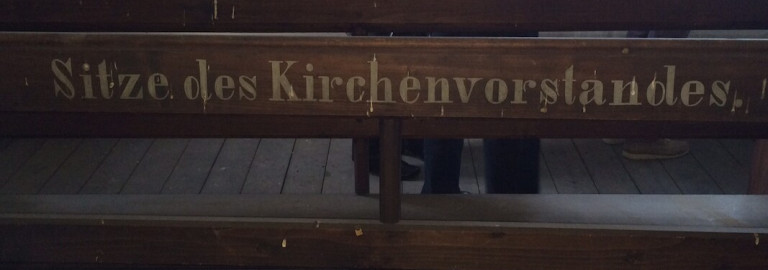 Sitze des Kirchenvorstandes.